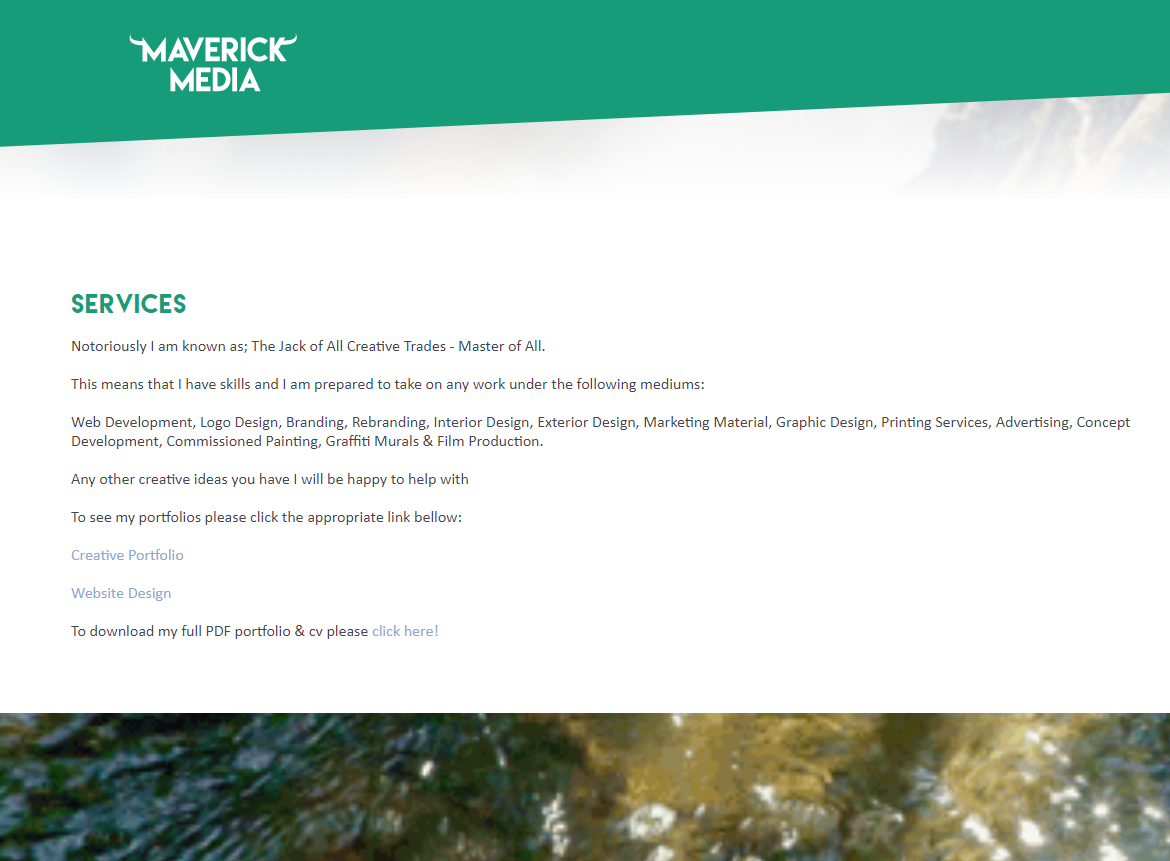 MAVERICK
MEDIA
SERVICES
Notoriously I am known as; The Jack of All Creative Trades - Master of All.
This means that I have skills and I am prepared to take on any work under the following mediums:
Web Development, Logo Design, Branding, Rebranding, Interior Design, Exterior Design, Marketing Material, Graphic Design, Printing Services, Advertising, Concept
Development, Commissioned Painting, Graffiti Murals & Film Production.
Any other creative ideas you have I will be happy to help with
To see my portfolios please click the appropriate link bellow:
Creative Portfolio
Website Design
To download my full PDF portfolio & cv please click here!